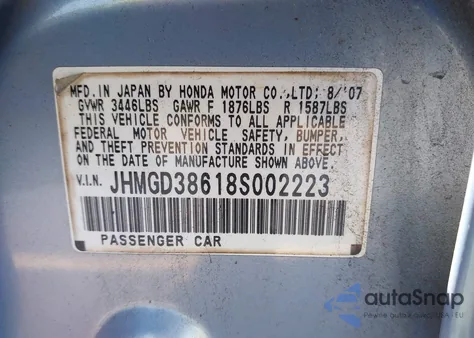 MFD. IN JAPAN BY HONDA MOTOR CO.,LTD: 8/'07
GVWR 3446LBS GAWR F 1876LBS R 1587LBS
THIS VEHICLE CONFORMS TO ALL APPLICABLE
FEDERAL MOTOR VEHICLE SAFETY, BUMPER,
AND THEFT PREVENTION STANDARDS IN EFFECT
ON THE DATE OF MANUFACTURE SHOWN ABOVE.
V.I.N. JHMGD38618S002223
PASSENGER CAR
autoSnap